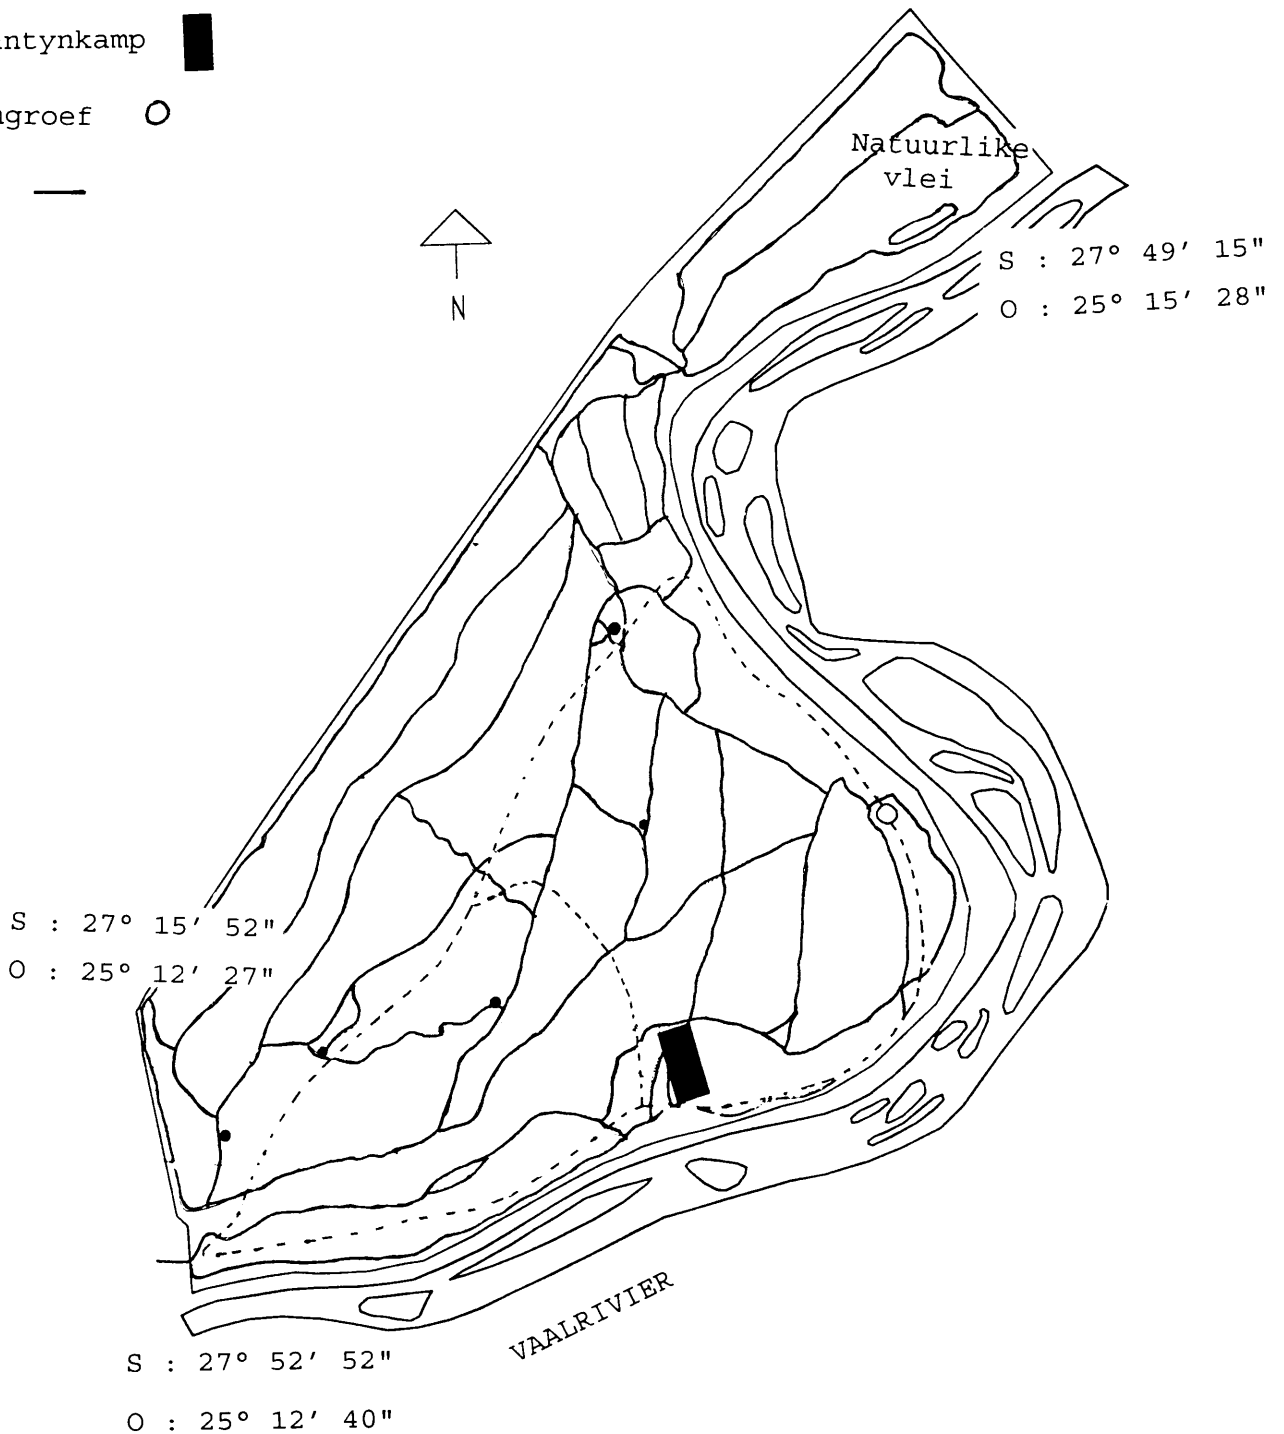 ntynkamp
groef
Natuurlike
vlei
S : 27° 49' 15"
O : 25° 15' 28"
N
S : 27° 15' 52"
O : 25° 12' 27"
VAALRIVIER
S : 27° 52' 52"
O : 25° 12' 40"